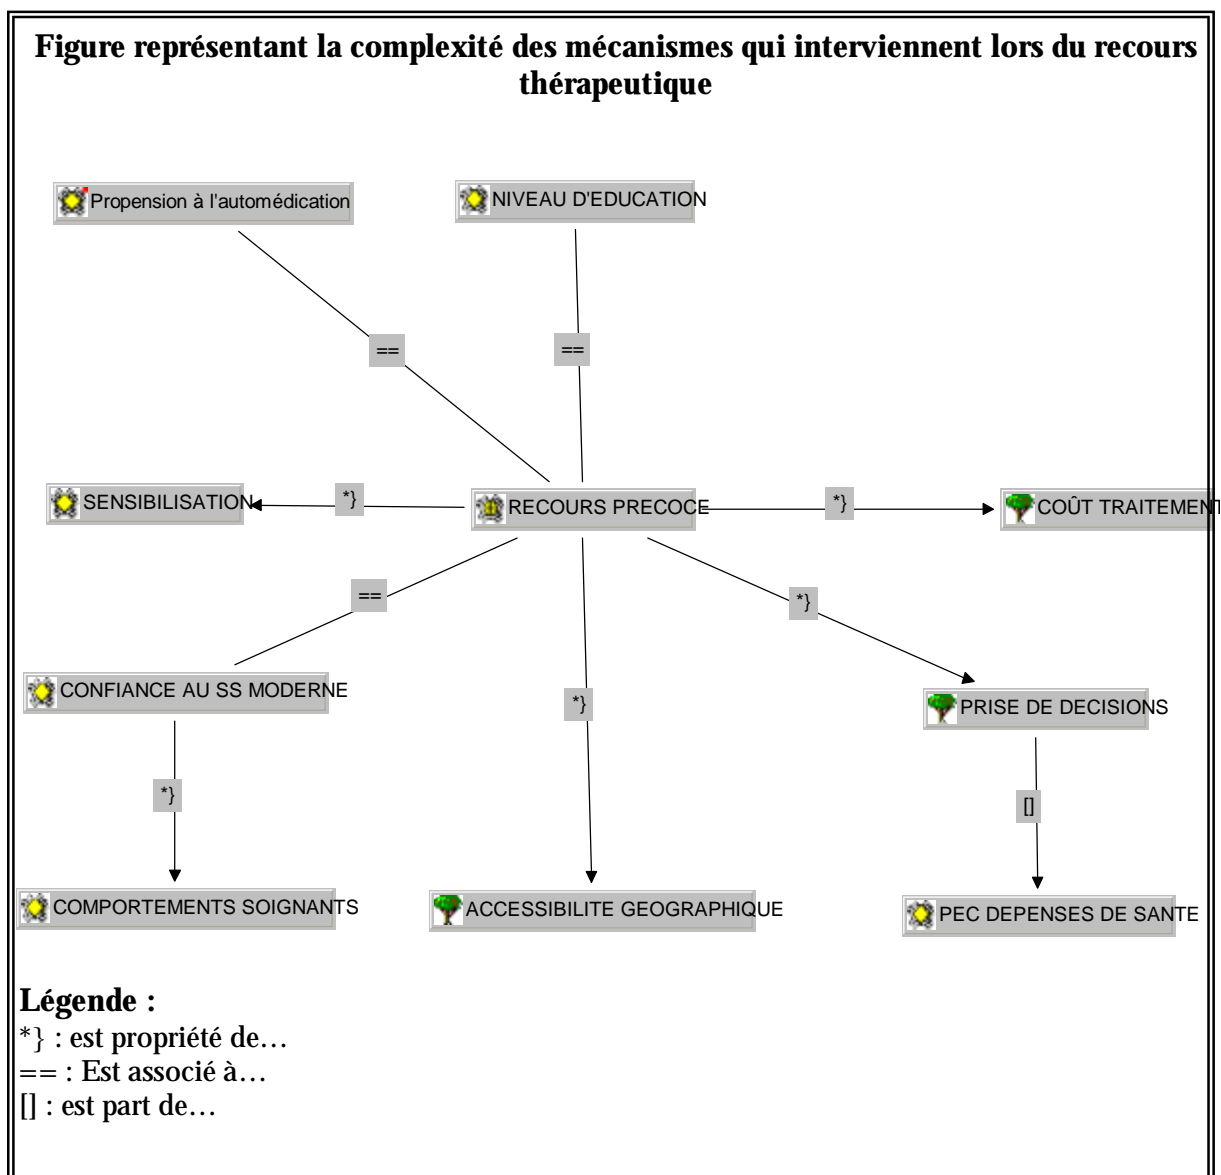 Figure représentant la complexité des mécanismes qui interviennent lors du recours
thérapeutique
Propension à l'automédication
NIVEAU D'EDUCATION
==
==
SENSIBILISATION
*}
RECOURS PRECOCE
*}
COÛT TRAITEMENT
==
*}
CONFIANCE AU SS MODERNE
*}
PRISE DE DECISIONS
*}
[]
COMPORTEMENTS SOIGNANTS
ACCESSIBILITE GEOGRAPHIQUE
PEC DEPENSES DE SANTE
Légende :
*} : est propriété de…
== : Est associé à…
[] : est part de…